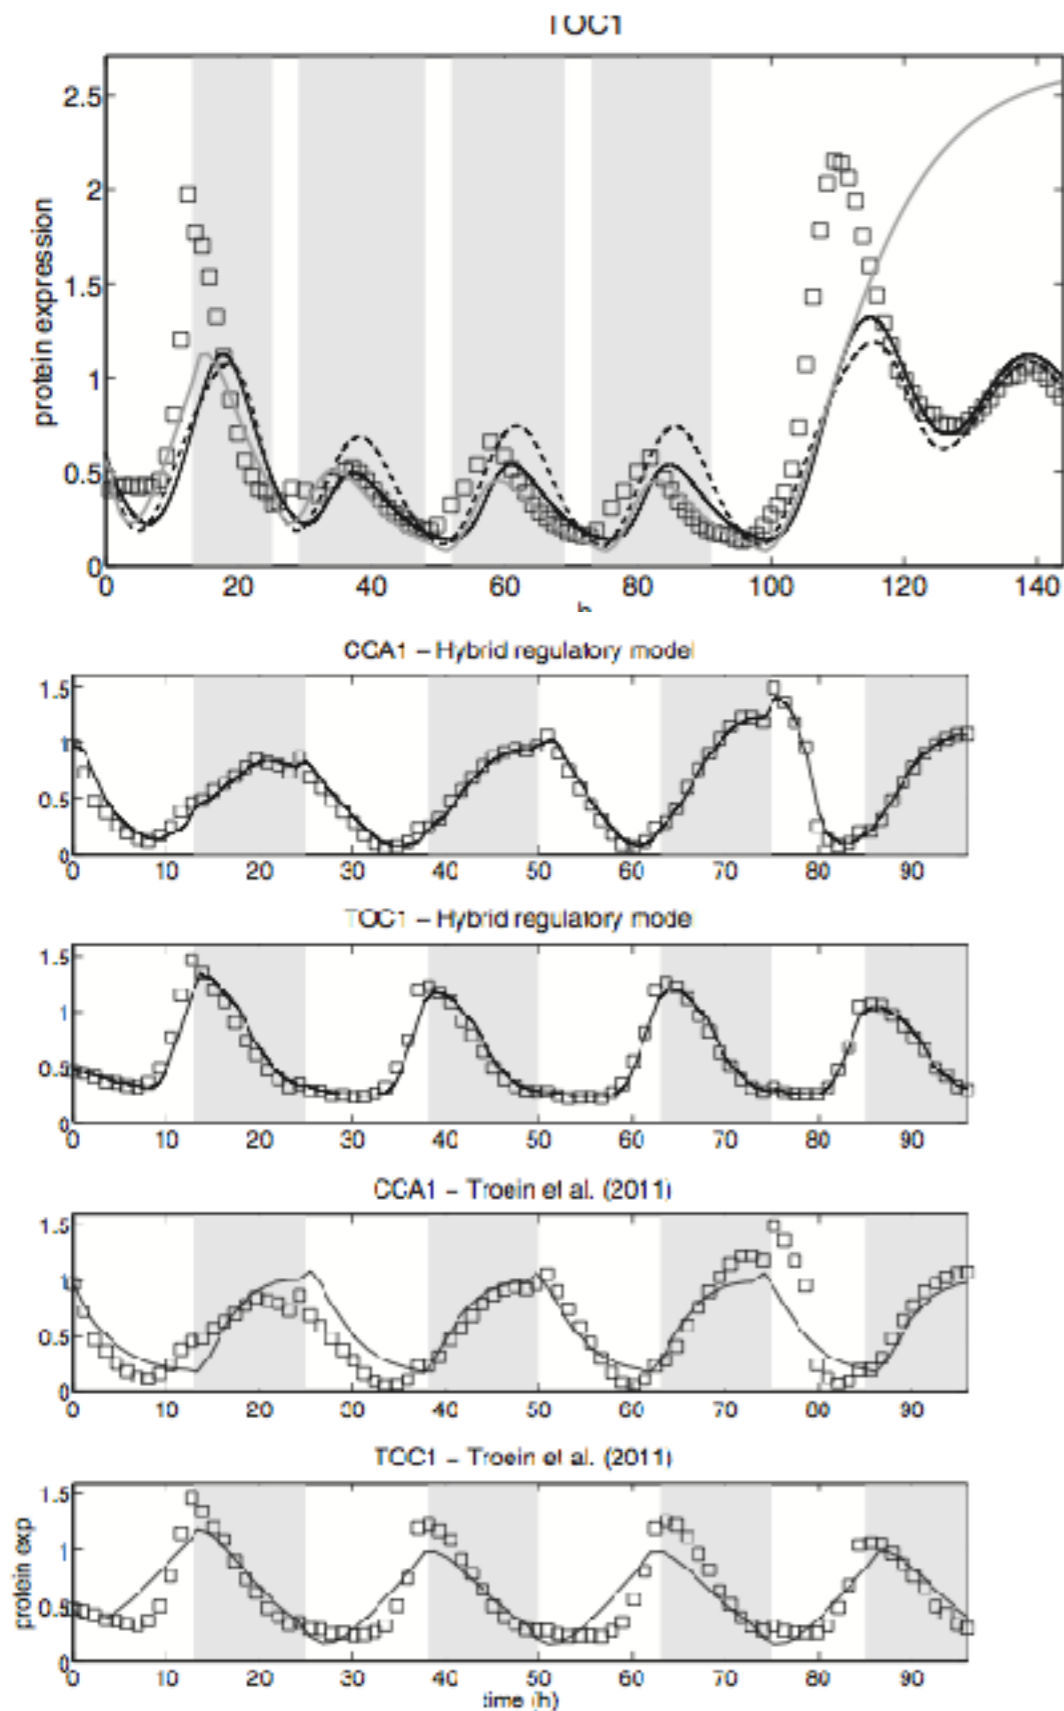 TOC1
2.5
2
1.5
1
0.5
0
protein expression
0 20 40 60 80 100 120 140
h
CCA1 – Hybrid regulatory model
1.5
1
0.5
0
0 10 20 30 40 50 60 70 80 90
TOC1 – Hybrid regulatory model
1.5
1
0.5
0
0 10 20 30 40 50 60 70 80 90
CCA1 – Troein et al. (2011)
1.5
1
0.5
0
0 10 20 30 40 50 60 70 80 90
TOC1 – Troein et al. (2011)
1.5
1
0.5
0
protein exp
0 10 20 30 40 50 60 70 80 90
time (h)